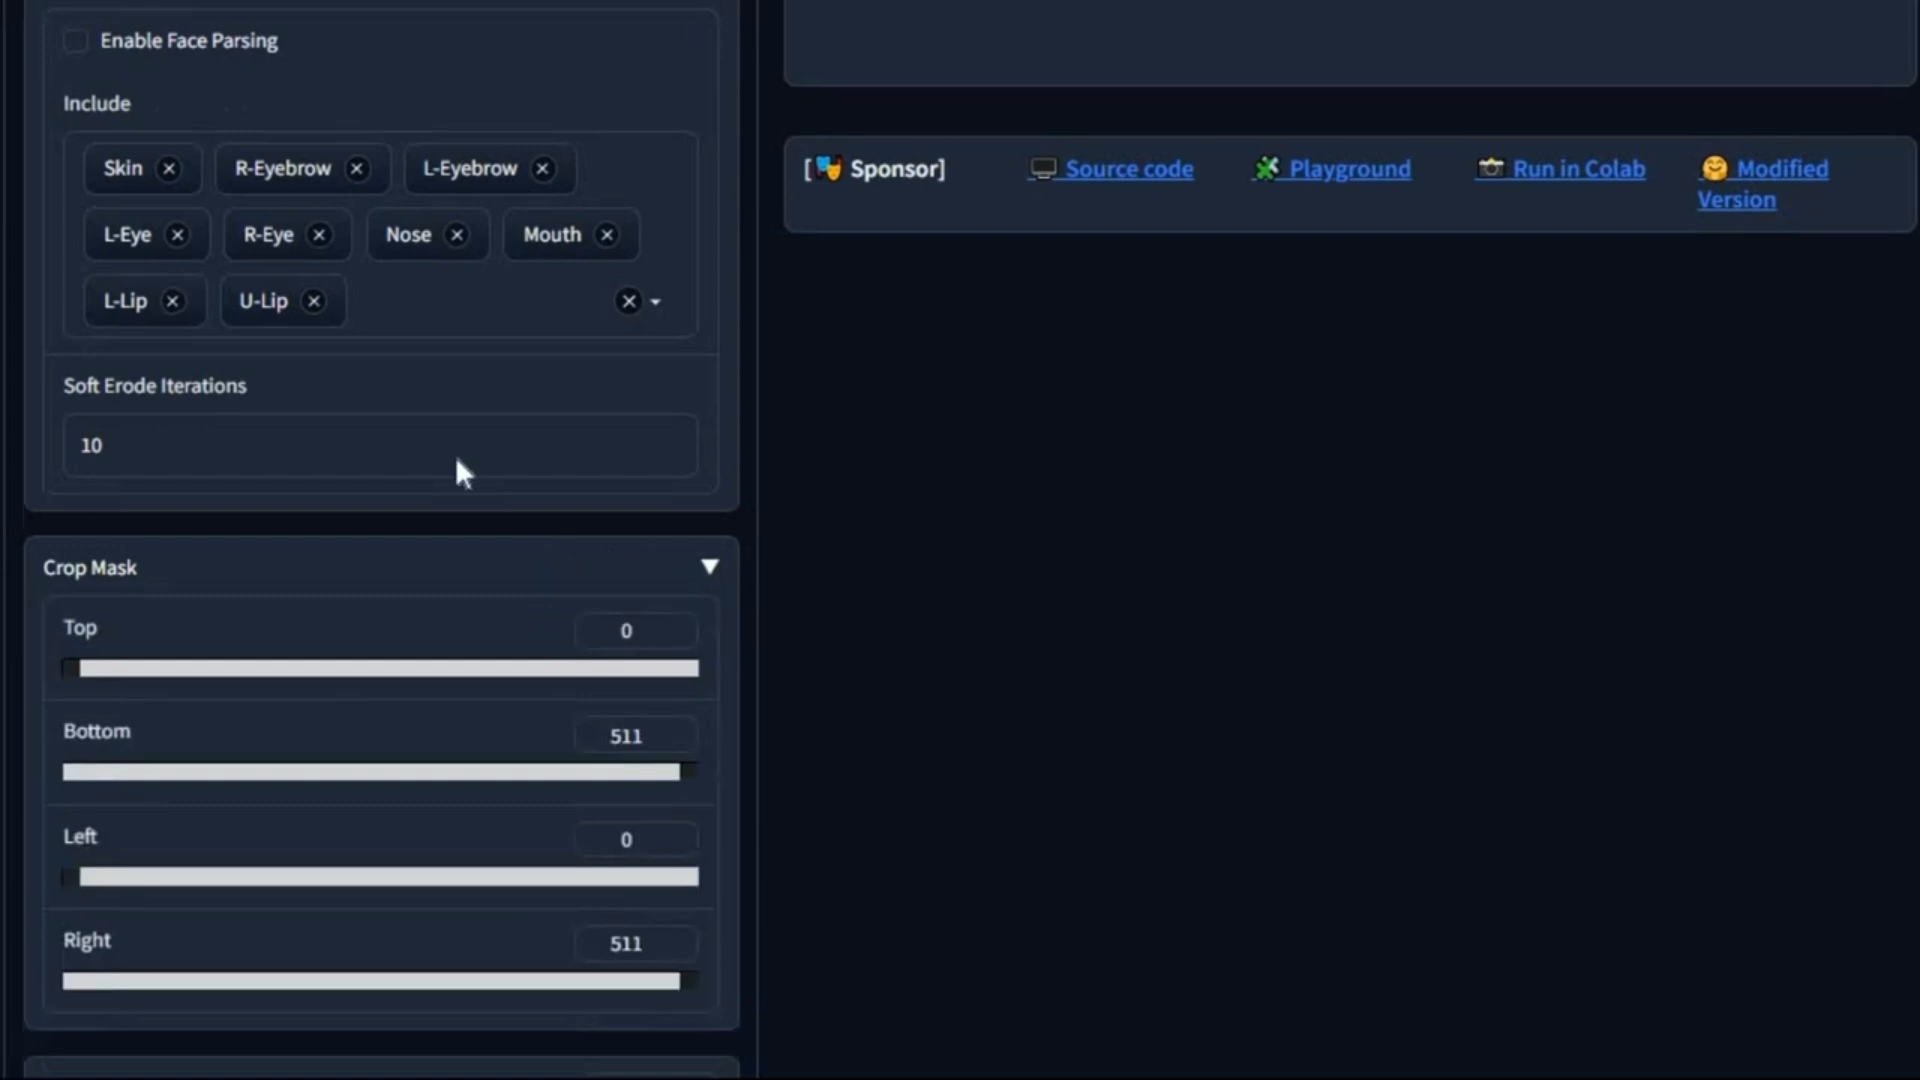 Enable Face Parsing
Include
Skin R-Eyebrow L-Eyebrow
L-Eye R-Eye Nose Mouth
L-Lip U-Lip
Soft Erode Iterations
10
Crop Mask
Top 0
Bottom 511
Left 0
Right 511
[🎭 Sponsor] 🖥️ Source code 🧩 Playground 📸 Run in Colab 🤗 Modified
Version